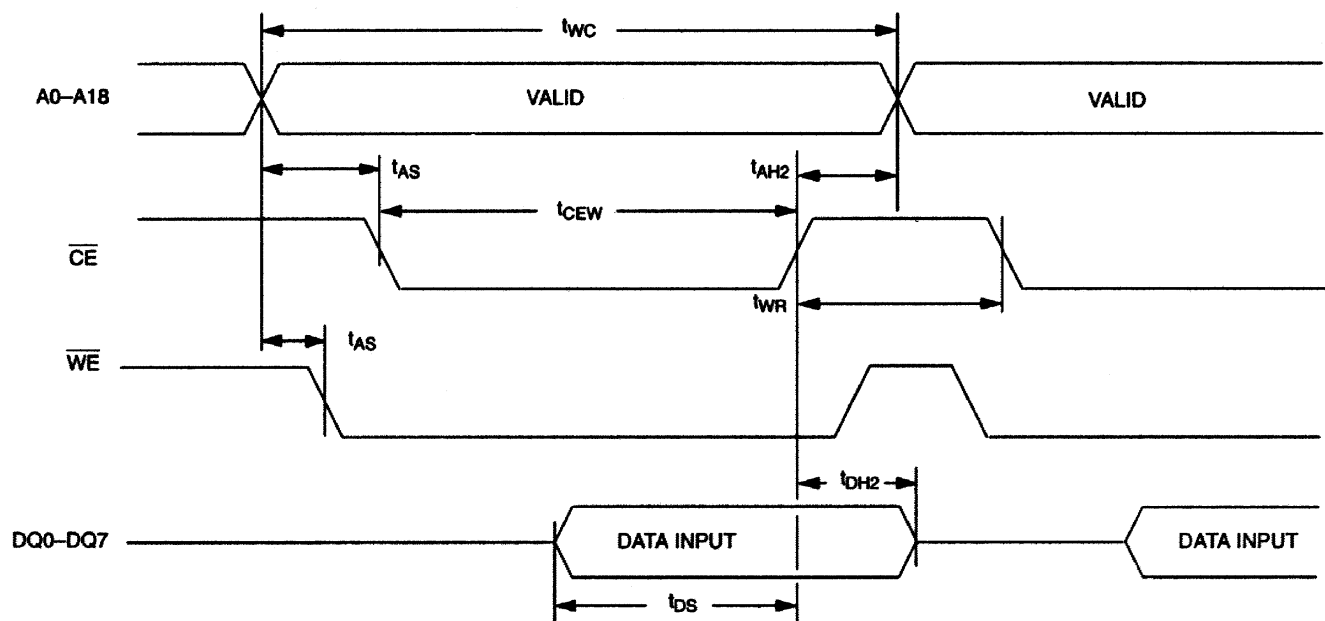 tWC
A0–A18 VALID VALID
tAS tAH2
tCEW
CE
tWR
tAS
WE
tDH2
DQ0–DQ7 DATA INPUT DATA INPUT
tDS